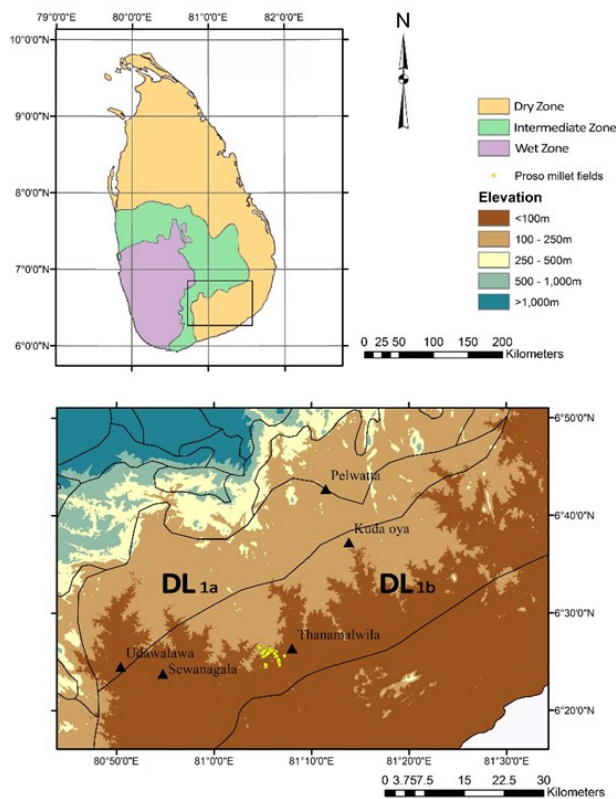 79°0'0"E 80°0'0"E 81°0'0"E 82°0'0"E
10°0'0"N
9°0'0"N
8°0'0"N
7°0'0"N
6°0'0"N
N
Dry Zone
Intermediate Zone
Wet Zone
Proso millet fields
Elevation
<100m
100 - 250m
250 - 500m
500 - 1,000m
>1,000m
0 25 50 100 150 200
Kilometers
6°50'0"N
6°40'0"N
6°30'0"N
6°20'0"N
Pelwatta
Kuda oya
DL 1a
DL 1b
Thanamalwila
Udawalawa
Sewanagala
80°50'0"E 81°0'0"E 81°10'0"E 81°20'0"E 81°30'0"E
0 3.757.5 15 22.5 30
Kilometers